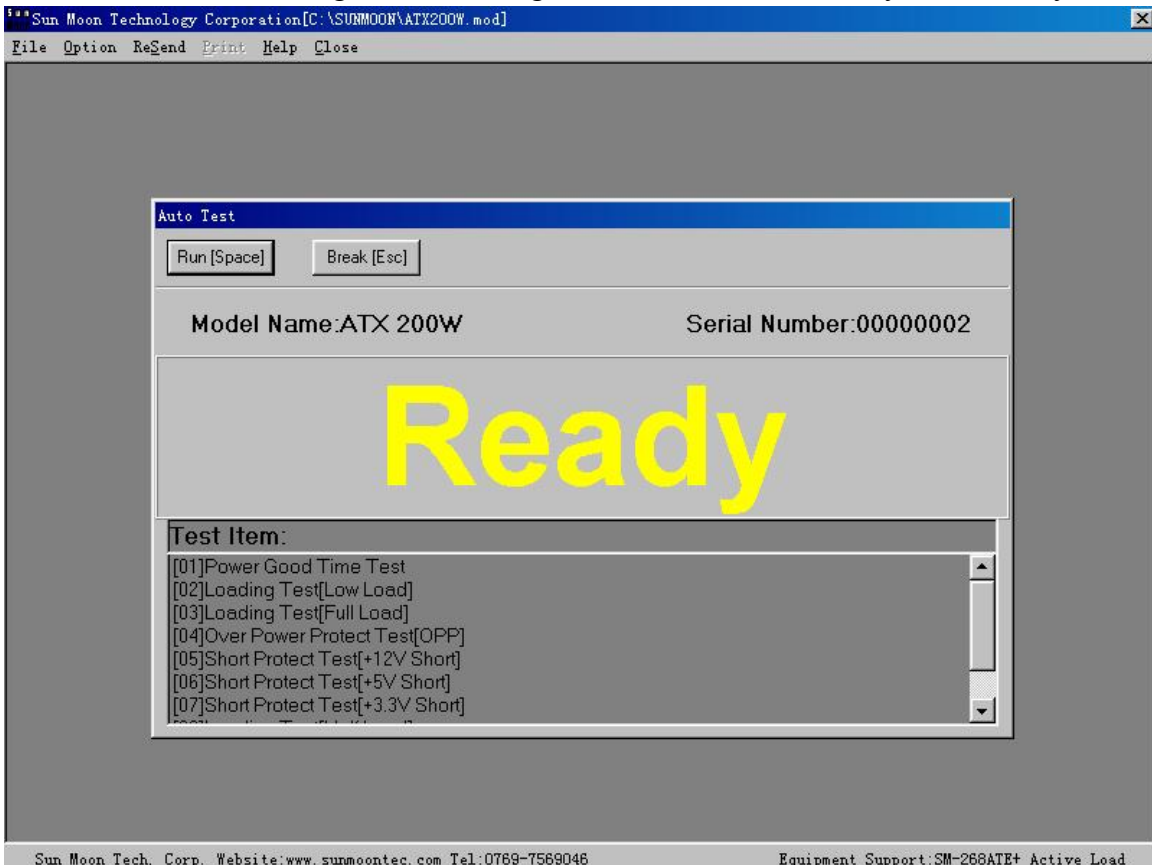 Sun Moon Technology Corporation[C:\SUNMOON\ATX200W.mod]
File Option ReSend Print Help Close
Auto Test
Run [Space] Break [Esc]
Model Name:ATX 200W Serial Number:00000002
Ready
Test Item:
[01]Power Good Time Test
[02]Loading Test[Low Load]
[03]Loading Test[Full Load]
[04]Over Power Protect Test[OPP]
[05]Short Protect Test[+12V Short]
[06]Short Protect Test[+5V Short]
[07]Short Protect Test[+3.3V Short]
Sun Moon Tech. Corp. Website:www.sunmoontec.com Tel:0769-7569046 Equipment Support:SM-268ATE+ Active Load